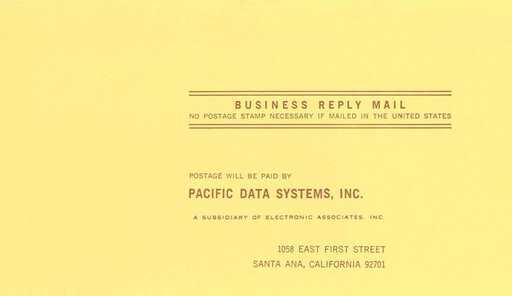 BUSINESS REPLY MAIL
NO POSTAGE STAMP NECESSARY IF MAILED IN THE UNITED STATES
POSTAGE WILL BE PAID BY
PACIFIC DATA SYSTEMS, INC.
A SUBSIDIARY OF ELECTRONIC ASSOCIATES, INC.
1058 EAST FIRST STREET
SANTA ANA, CALIFORNIA 92701